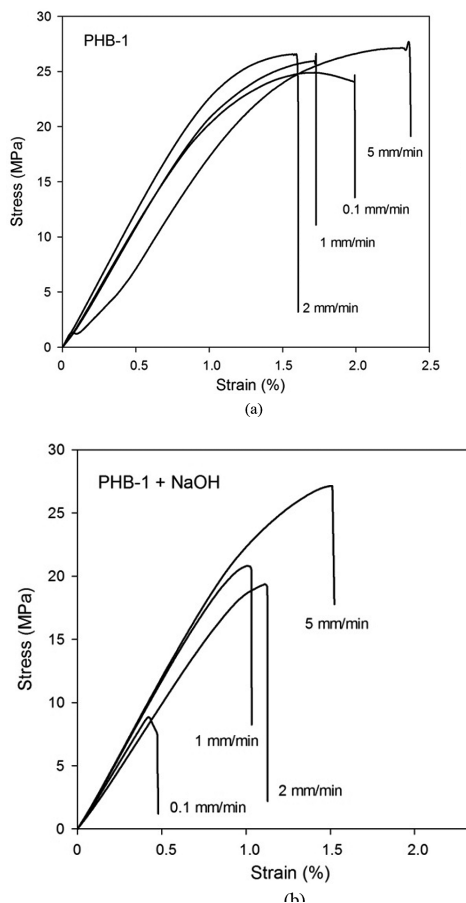 30
PHB-1
25
20
15
10
5
0
Stress (MPa)
5 mm/min
0.1 mm/min
1 mm/min
2 mm/min
0.0 0.5 1.0 1.5 2.0 2.5
Strain (%)
(a)
30
PHB-1 + NaOH
25
20
15
10
5
0
Stress (MPa)
5 mm/min
1 mm/min
2 mm/min
0.1 mm/min
0.0 0.5 1.0 1.5 2.0
Strain (%)
(b)